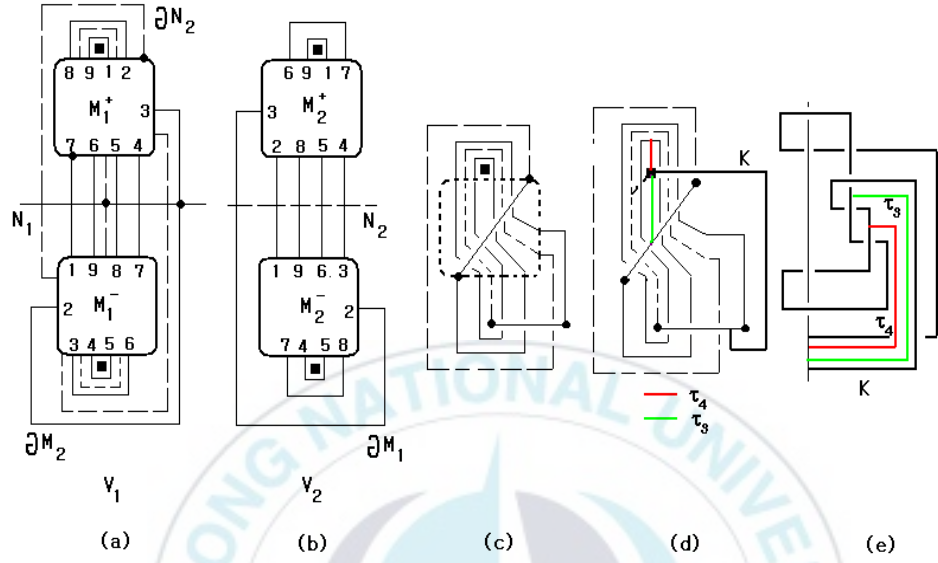 ∂N₂
8 9 1 2
6 9 1 7
M₁⁺
3
M₂⁺
3
7 6 5 4
2 8 5 4
K
N₁
N₂
ν
τ₃
1 9 8 7
1 9 6. 3
M₁⁻
2
M₂⁻
2
τ₄
3 4 5 6
7 4 5 8
K
τ₄
τ₃
∂M₂
∂M₁
V₁
V₂
(a)
(b)
(c)
(d)
(e)
ONG NATIONAL UNIVE